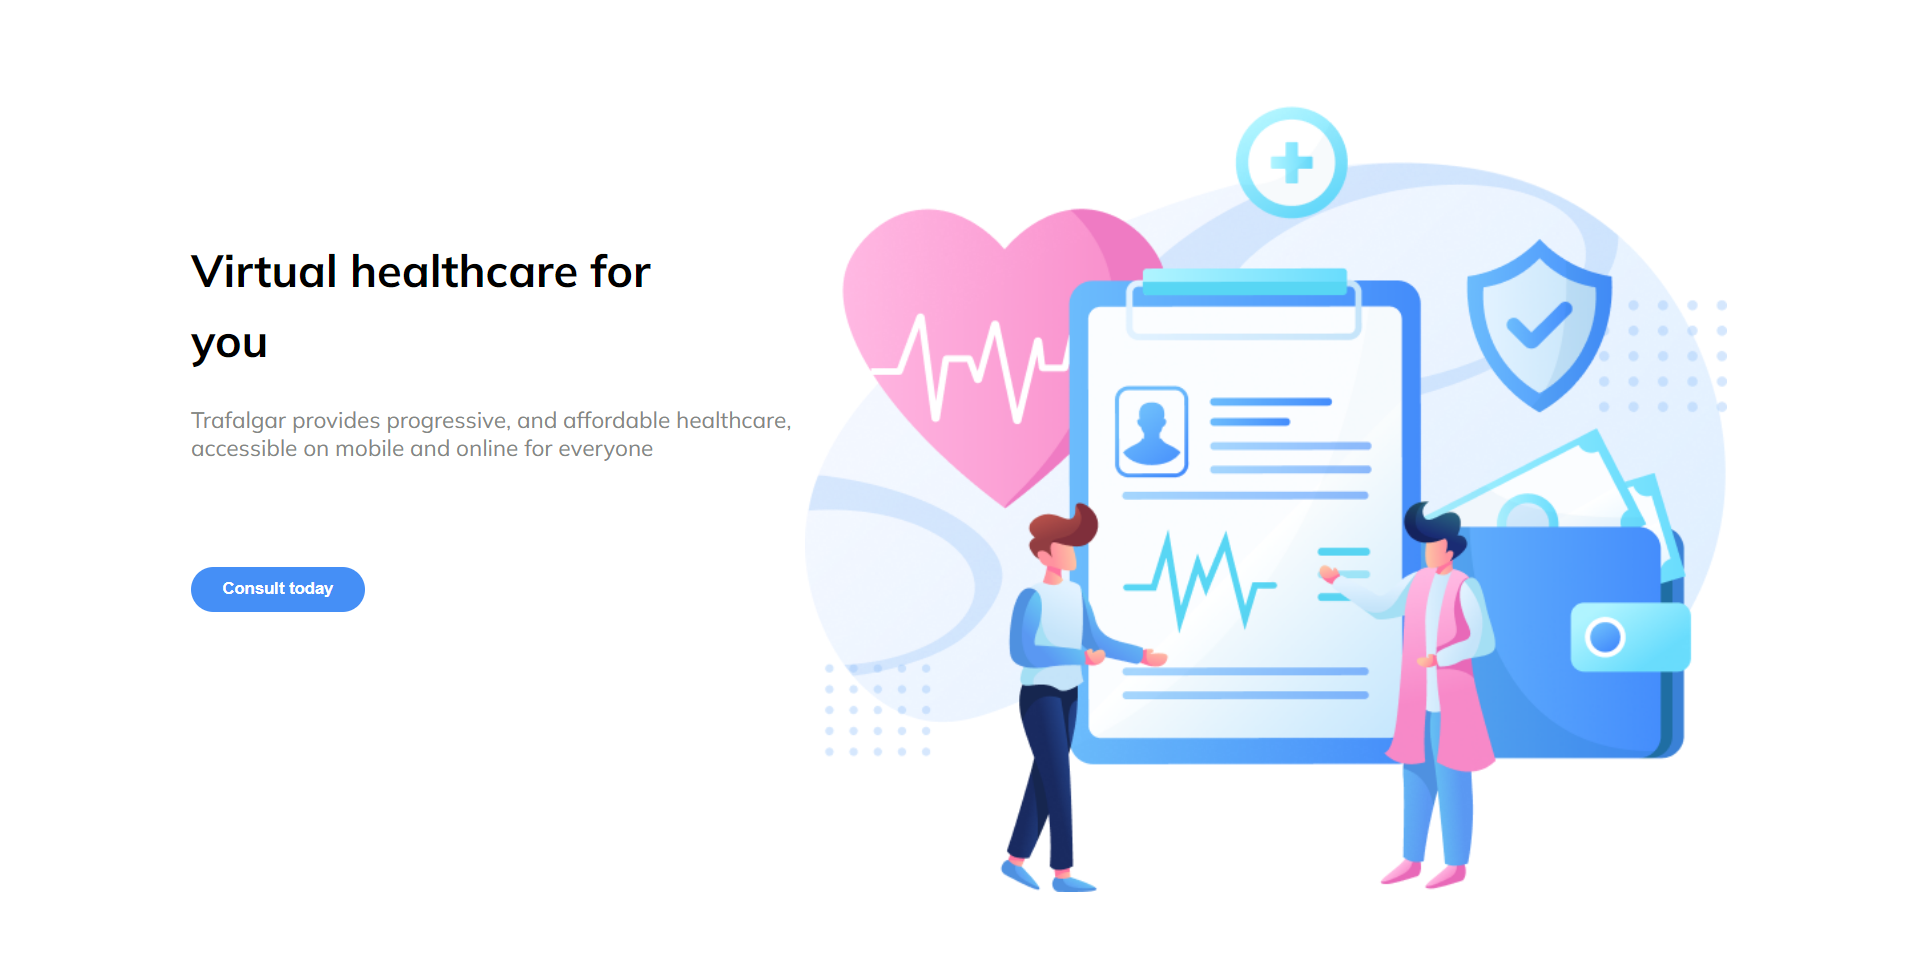 Virtual healthcare for
you
Trafalgar provides progressive, and affordable healthcare,
accessible on mobile and online for everyone
Consult today